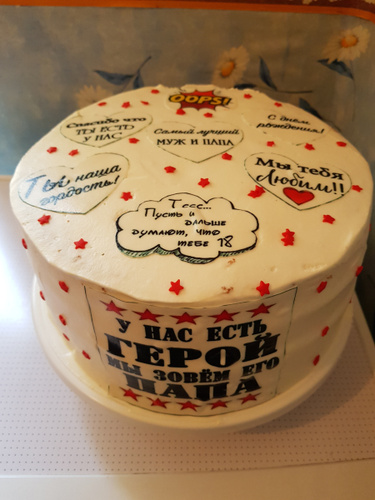 OOPS!
Спасибо что
ТЫ ЕСТЬ
У НАС
Самый лучший
МУЖ И ПАПА
С днём
рождения!
Ты наша
гордость!
Мы тебя
Любим!!
Тссс...
Пусть и
дальше
думают, что
тебе 18
У НАС ЕСТЬ
ГЕРОЙ
МЫ ЗОВЁМ ЕГО
ПАПА